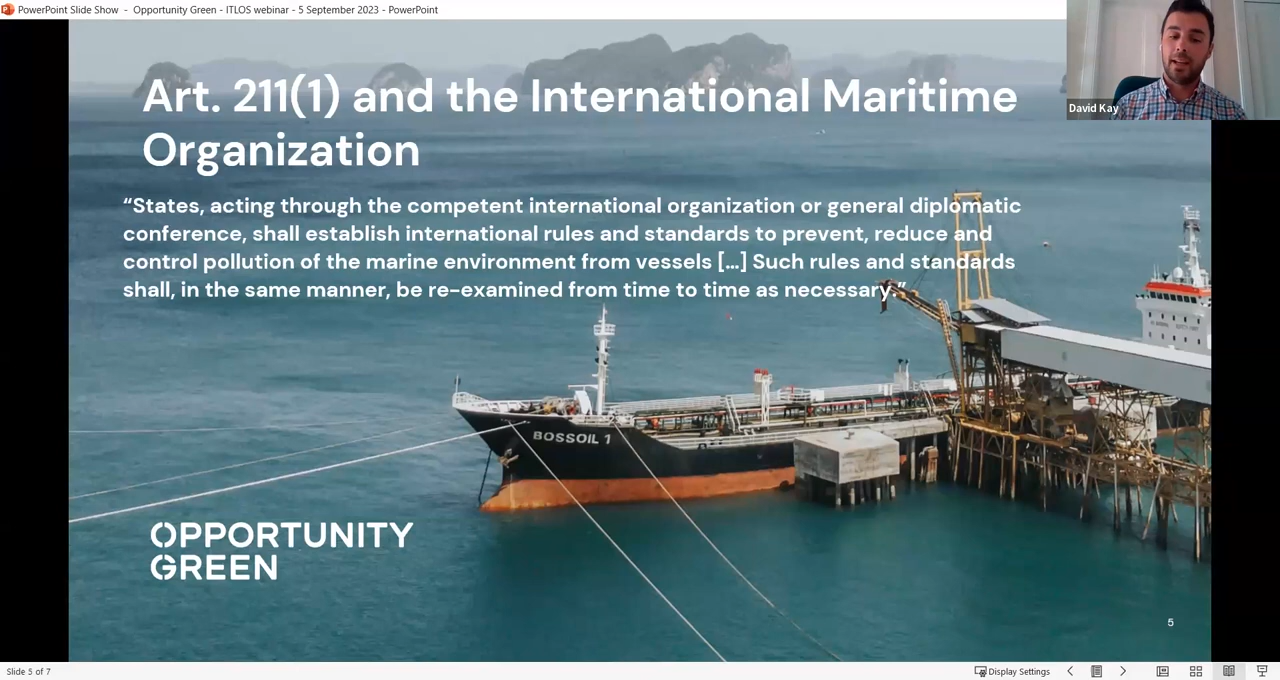 PowerPoint Slide Show - Opportunity Green - ITLOS webinar - 5 September 2023 - PowerPoint
David Kay
Art. 211(1) and the International Maritime
Organization
“States, acting through the competent international organization or general diplomatic
conference, shall establish international rules and standards to prevent, reduce and
control pollution of the marine environment from vessels [...] Such rules and standards
shall, in the same manner, be re-examined from time to time as necessary.”
BOSSOIL 1
OPPORTUNITY
GREEN
5
Slide 5 of 7
Display Settings